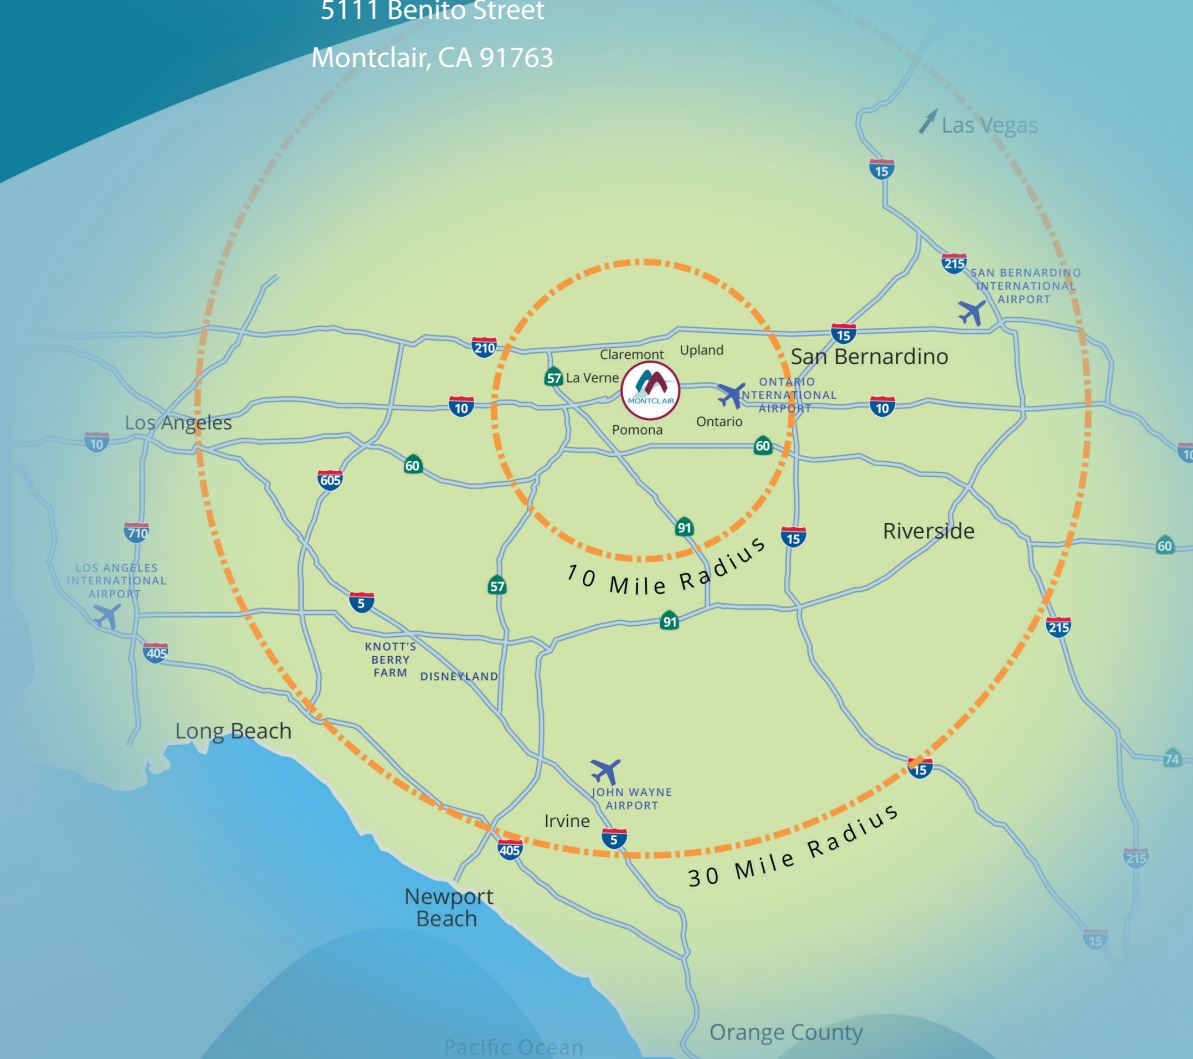 5111 Benito Street
Montclair, CA 91763
Las Vegas
15
215
SAN BERNARDINO
INTERNATIONAL
AIRPORT
15
210
San Bernardino
Claremont
Upland
57
La Verne
MONTCLAIR
ONTARIO
INTERNATIONAL
AIRPORT
10
10
Los Angeles
Pomona
Ontario
10
60
60
10
605
91
15
Riverside
710
60
10 Mile Radius
LOS ANGELES
INTERNATIONAL
AIRPORT
57
5
91
215
405
KNOTT'S
BERRY
FARM
DISNEYLAND
Long Beach
74
15
JOHN WAYNE
AIRPORT
Irvine
5
405
30 Mile Radius
215
Newport
Beach
15
Orange County
Pacific Ocean